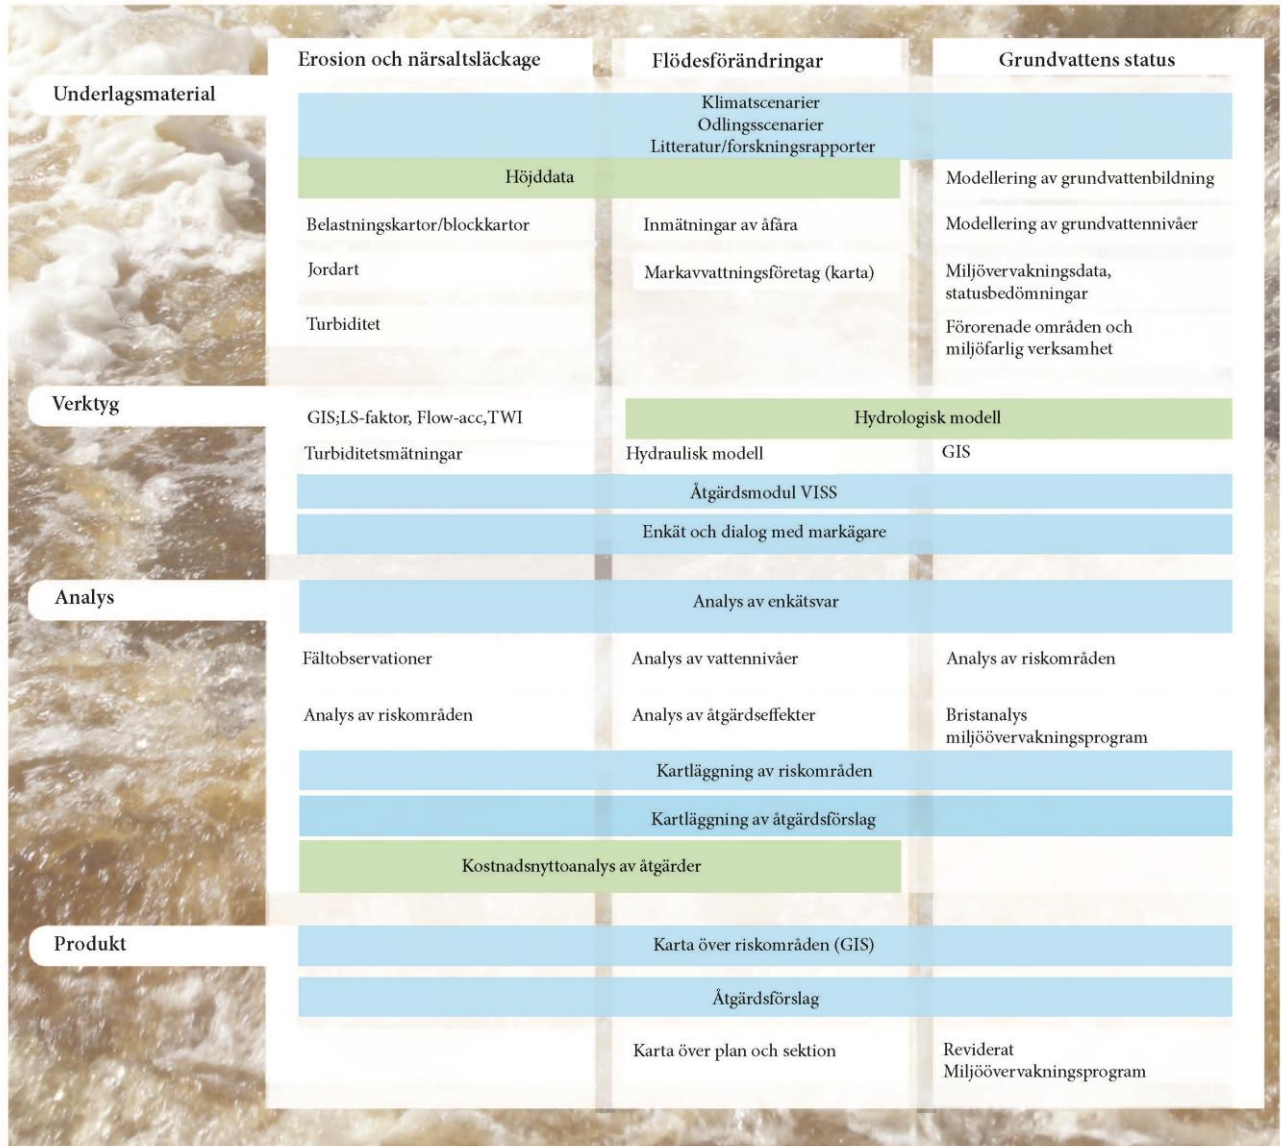 Erosion och närsaltsläckage
Flödesförändringar
Grundvattens status
Underlagsmaterial
Klimatscenarier
Odlingsscenarier
Litteratur/forskningsrapporter
Höjddata
Modellering av grundvattenbildning
Belastningskartor/blockkartor
Inmätningar av åfåra
Modellering av grundvattennivåer
Jordart
Markavvattningsföretag (karta)
Miljövervakningsdata,
statusbedömningar
Turbiditet
Förorenade områden och
miljöfarlig verksamhet
Verktyg
GIS;LS-faktor, Flow-acc,TWI
Hydrologisk modell
Turbiditetsmätningar
Hydraulisk modell
GIS
Åtgärdsmodul VISS
Enkät och dialog med markägare
Analys
Analys av enkätsvar
Fältobservationer
Analys av vattennivåer
Analys av riskområden
Analys av riskområden
Analys av åtgärdseffekter
Bristanalys
miljöövervakningsprogram
Kartläggning av riskområden
Kartläggning av åtgärdsförslag
Kostnadsnyttoanalys av åtgärder
Produkt
Karta över riskområden (GIS)
Åtgärdsförslag
Karta över plan och sektion
Reviderat
Miljöövervakningsprogram